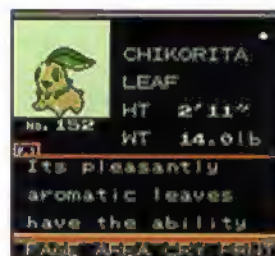 CHIKORITA
LEAF
HT 2'11"
No. 152
WT 14.0lb
P.1
Its pleasantly
aromatic leaves
have the ability
PAGE AREA CRY PRNT